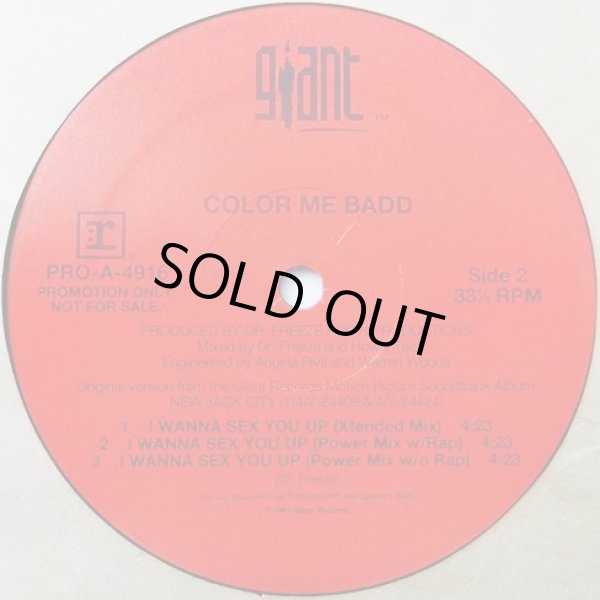 giant
TM
COLOR ME BADD
R
®
PRO-A-4916
Side 2
PROMOTION ONLY.
33⅓ RPM
NOT FOR SALE.
SOLD OUT
PRODUCED BY DR. FREEZE
Mixed by Dr. Freeze and
Engineered by Angela Piva and Warren Woods
Original version from the Giant Records Motion Picture Soundtrack Album
NEW JACK CITY (1/4/2-24409 & 4/2-24424)
1 I WANNA SEX YOU UP (Xtended Mix) 4:23
2 I WANNA SEX YOU UP (Power Mix w/Rap) 4:23
3 I WANNA SEX YOU UP (Power Mix w/o Rap) 4:23
(Dr. Freeze)
©1991 Giant Records